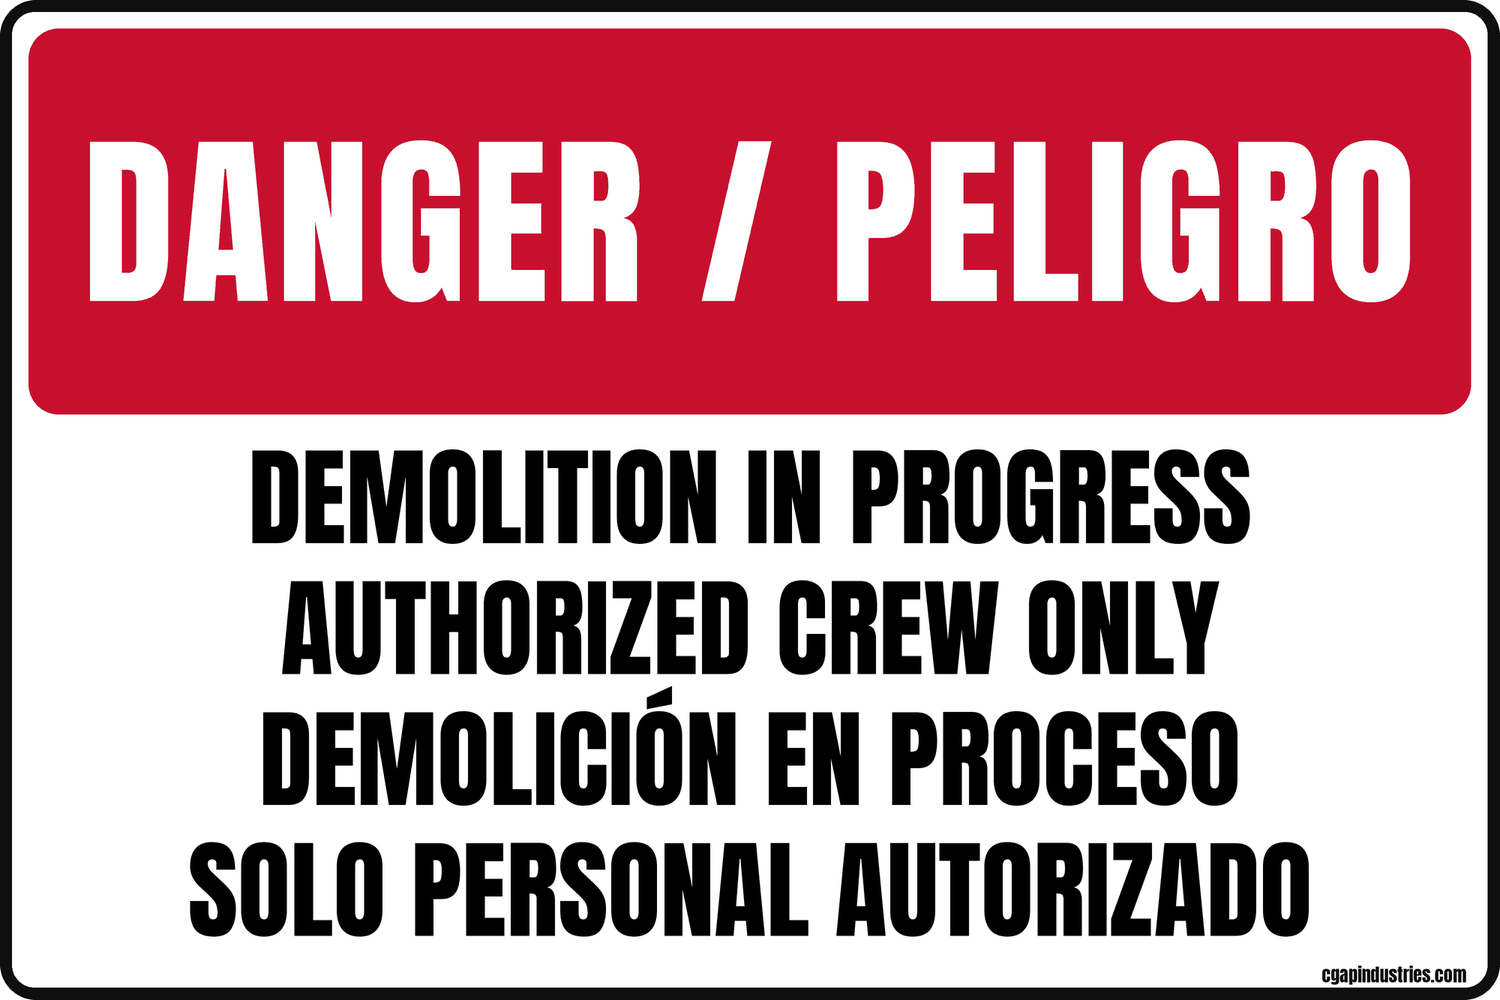 DANGER / PELIGRO
DEMOLITION IN PROGRESS
AUTHORIZED CREW ONLY
DEMOLICIÓN EN PROCESO
SOLO PERSONAL AUTORIZADO
cgapindustries.com